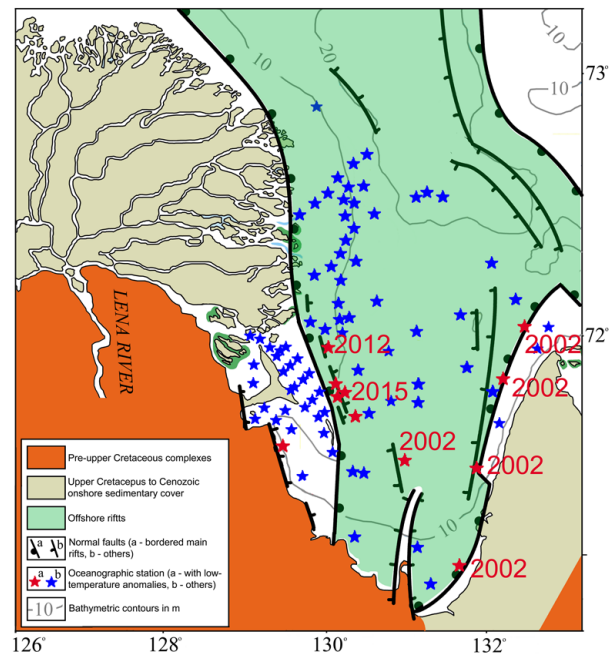 10
20
10
10
73°
LENA RIVER
72°
2012
2002
2015
2002
2002
2002
2002
10
Pre-upper Cretaceous complexes
Upper Cretacepus to Cenozoic
onshore sedimentary cover
Offshore riftts
a b
Normal faults (a - bordered main
rifts, b - others)
a b
Oceanographic station (a - with low-
temperature anomalies, b - others)
10
Bathymetric contours in m
126° 128° 130° 132°